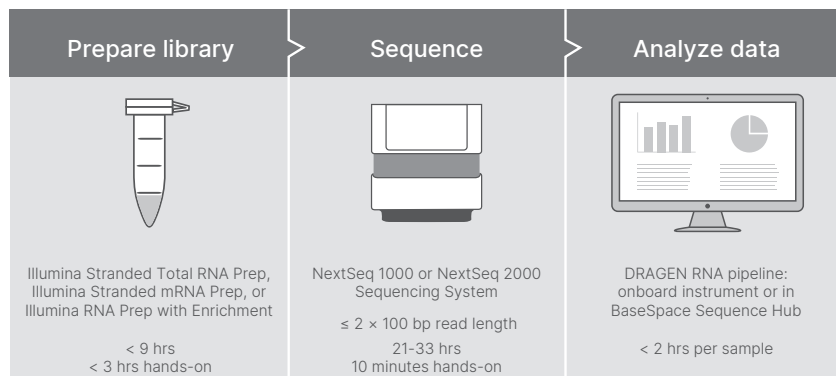 Prepare library
Sequence
Analyze data
Illumina Stranded Total RNA Prep,
Illumina Stranded mRNA Prep, or
Illumina RNA Prep with Enrichment
< 9 hrs
< 3 hrs hands-on
NextSeq 1000 or NextSeq 2000
Sequencing System
≤ 2 × 100 bp read length
21-33 hrs
10 minutes hands-on
DRAGEN RNA pipeline:
onboard instrument or in
BaseSpace Sequence Hub
< 2 hrs per sample